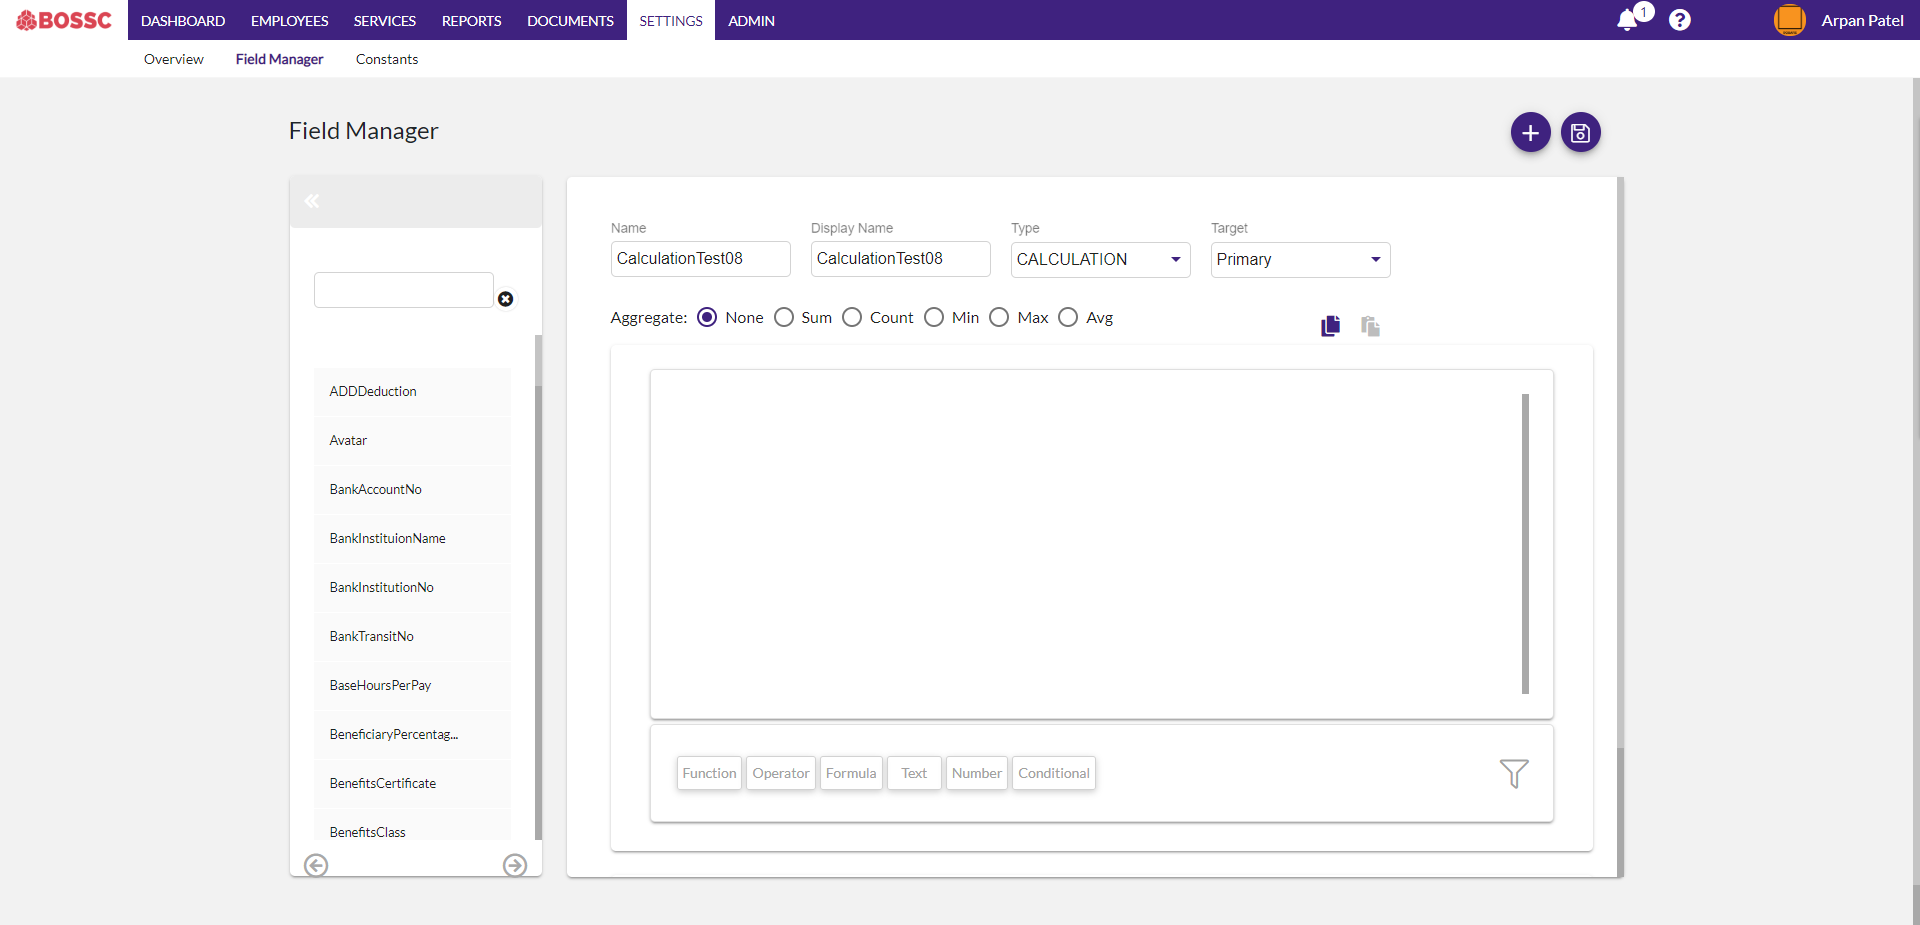 BOSSC DASHBOARD EMPLOYEES SERVICES REPORTS DOCUMENTS SETTINGS ADMIN 1 ? Arpan Patel
Overview Field Manager Constants
Field Manager
Name Display Name Type Target
CalculationTest08 CalculationTest08 CALCULATION Primary
Aggregate: None Sum Count Min Max Avg
ADDDeduction
Avatar
BankAccountNo
BankInstituionName
BankInstitutionNo
BankTransitNo
BaseHoursPerPay
BeneficiaryPercentag...
BenefitsCertificate
BenefitsClass
Function Operator Formula Text Number Conditional